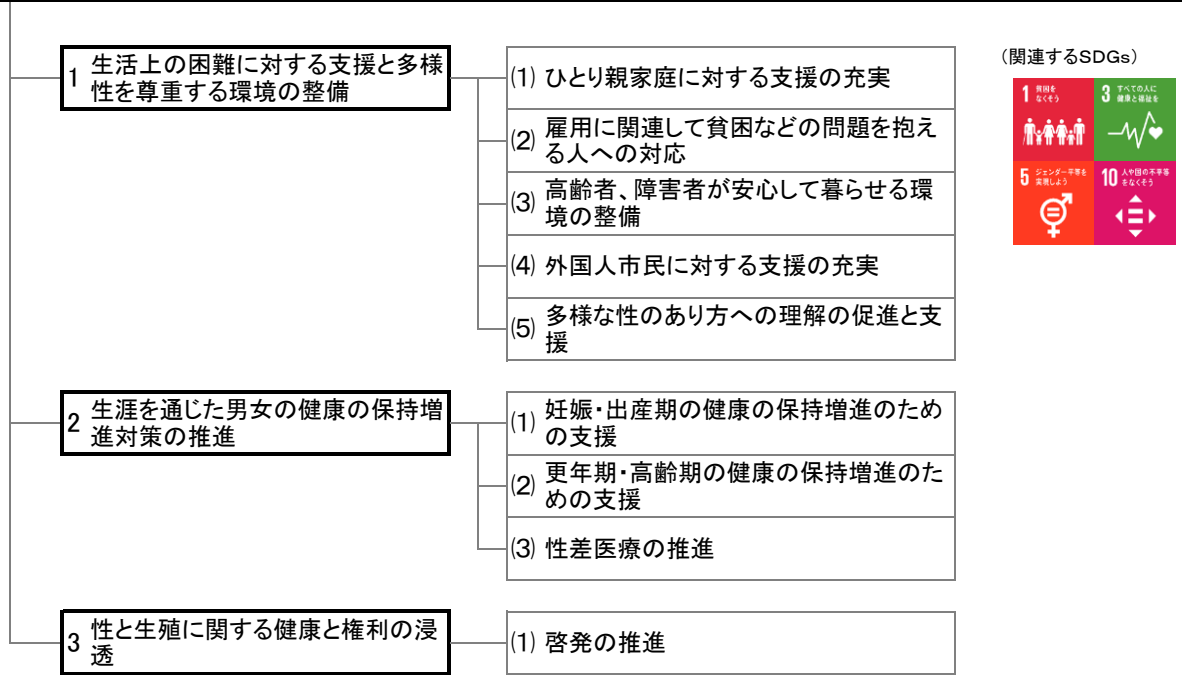 1 生活上の困難に対する支援と多様
性を尊重する環境の整備
(1) ひとり親家庭に対する支援の充実
(2) 雇用に関連して貧困などの問題を抱え
る人への対応
(3) 高齢者、障害者が安心して暮らせる環
境の整備
(4) 外国人市民に対する支援の充実
(5) 多様な性のあり方への理解の促進と支
援
2 生涯を通じた男女の健康の保持増
進対策の推進
(1) 妊娠・出産期の健康の保持増進のため
の支援
(2) 更年期・高齢期の健康の保持増進のた
めの支援
(3) 性差医療の推進
3 性と生殖に関する健康と権利の浸
透
(1) 啓発の推進
（関連するSDGs）
1 貧困を
なくそう
3 すべての人に
健康と福祉を
5 ジェンダー平等を
実現しよう
10 人や国の不平等
をなくそう